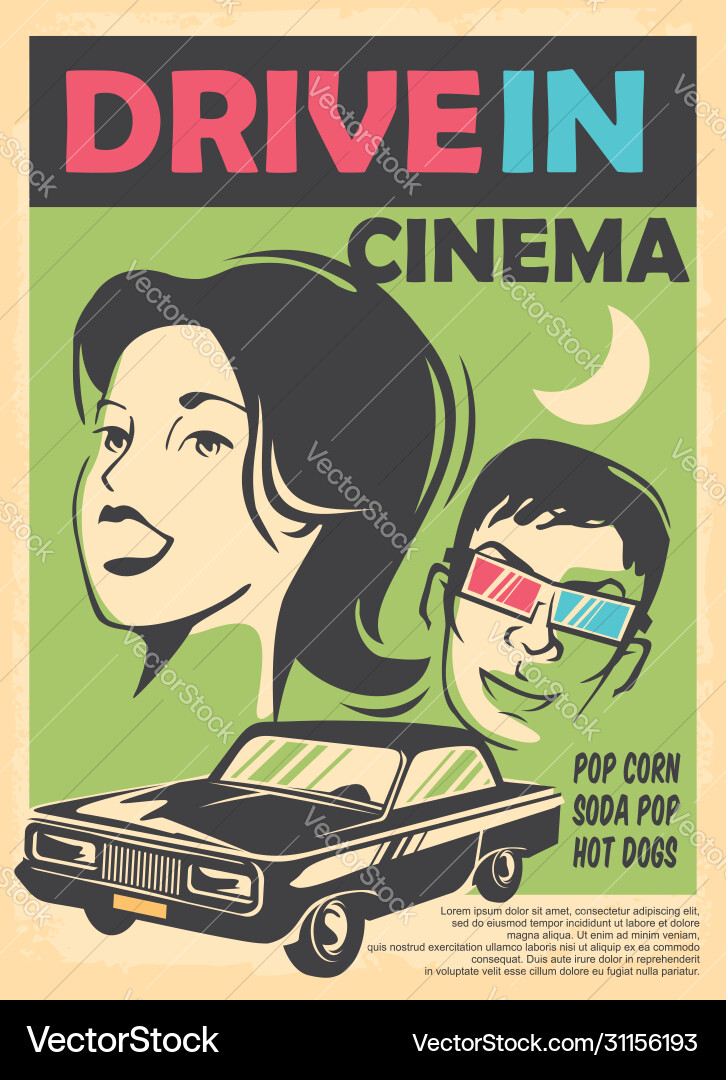 DRIVE IN
CINEMA
POP CORN
SODA POP
HOT DOGS
Lorem ipsum dolor sit amet, consectetur adipiscing elit,
sed do eiusmod tempor incididunt ut labore et dolore
magna aliqua. Ut enim ad minim veniam,
quis nostrud exercitation ullamco laboris nisi ut aliquip ex ea commodo
consequat. Duis aute irure dolor in reprehenderit
in voluptate velit esse cillum dolore eu fugiat nulla pariatur.
VectorStock
VectorStock.com/31156193